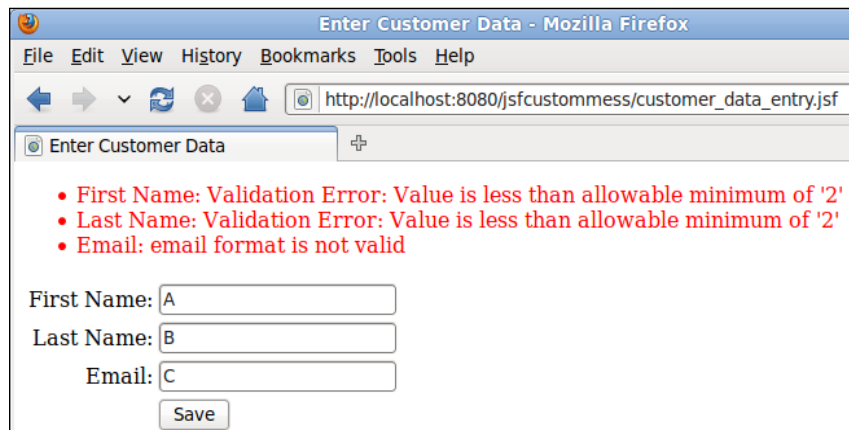 Enter Customer Data - Mozilla Firefox
File Edit View History Bookmarks Tools Help
http://localhost:8080/jsfcustommess/customer_data_entry.jsf
Enter Customer Data
• First Name: Validation Error: Value is less than allowable minimum of '2'
• Last Name: Validation Error: Value is less than allowable minimum of '2'
• Email: email format is not valid
First Name: A
Last Name: B
Email: C
Save